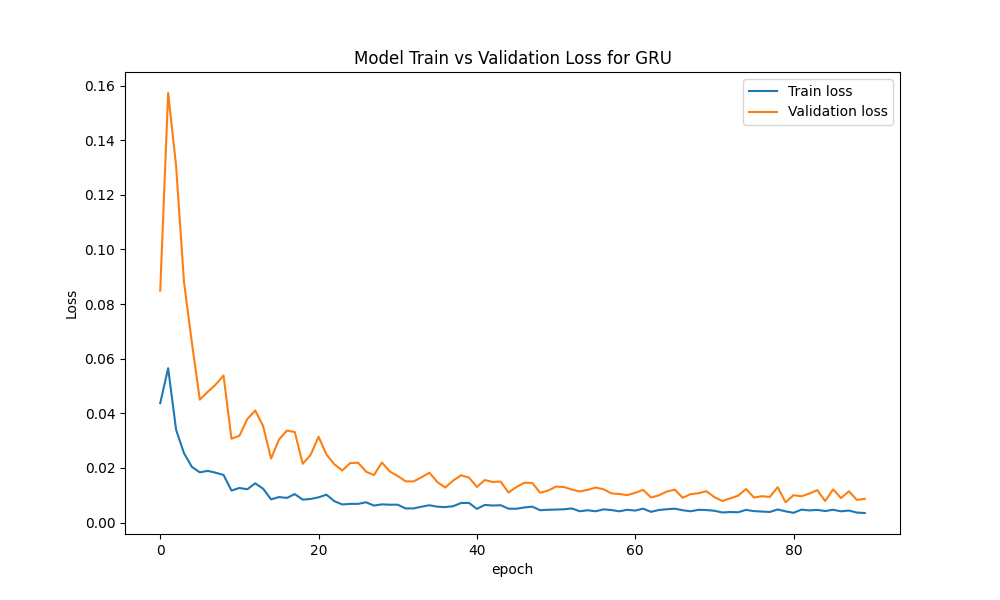 Model Train vs Validation Loss for GRU
Train loss
Validation loss
0.16
0.14
0.12
0.10
0.08
0.06
0.04
0.02
0.00
Loss
0 20 40 60 80
epoch